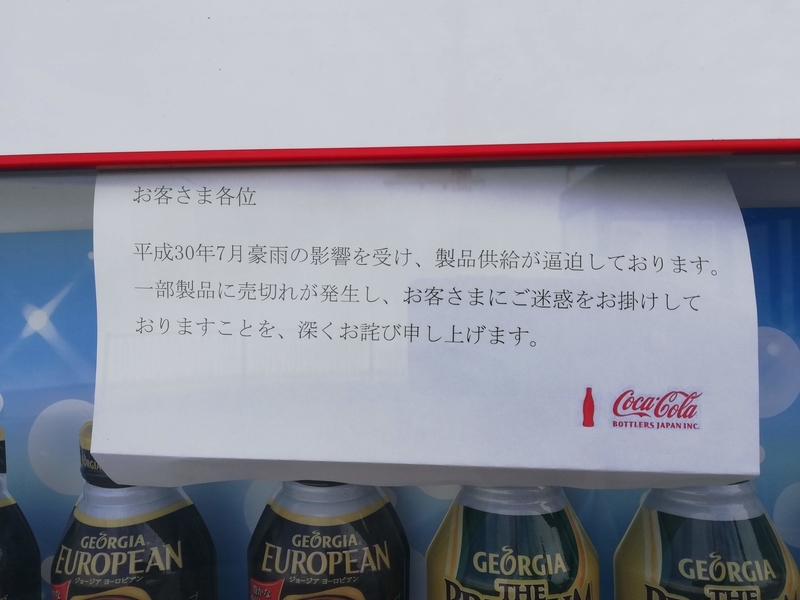 お客さま各位
平成30年7月豪雨の影響を受け、製品供給が逼迫しております。
一部製品に売切れが発生し、お客さまにご迷惑をお掛けして
おりますことを、深くお詫び申し上げます。
Coca-Cola
BOTTLERS JAPAN INC.
GEORGIA
EUROPEAN
ジョージア ヨーロピアン
GEORGIA
EUROPEAN
ジョージア ヨーロピアン
GEORGIA
THE
PREMIUM
GEORGIA
THE